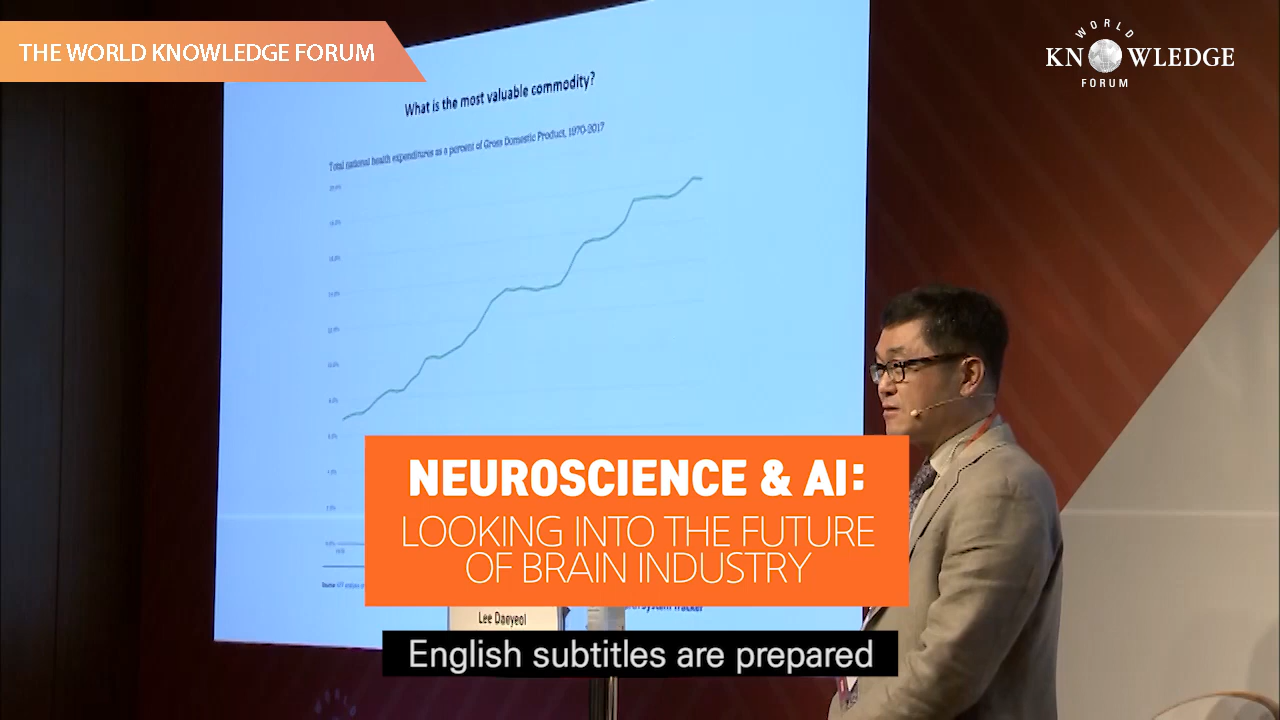 THE WORLD KNOWLEDGE FORUM
WORLD
KNOWLEDGE
FORUM
What is the most valuable commodity?
Total national health expenditures as a percent of Gross Domestic Product, 1970-2017
NEUROSCIENCE & AI:
LOOKING INTO THE FUTURE
OF BRAIN INDUSTRY
Lee Daeyeol
English subtitles are prepared